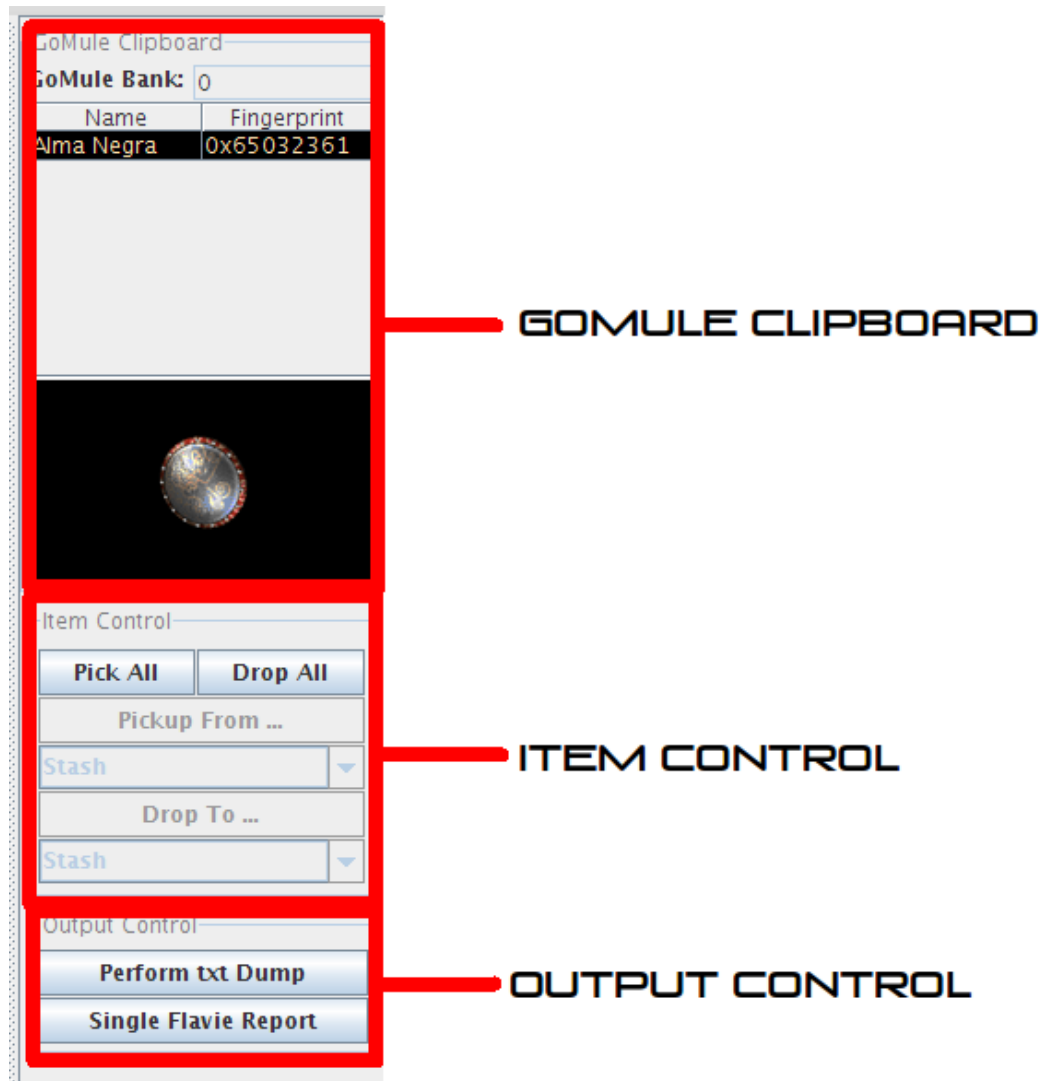 GoMule Clipboard
GoMule Bank: 0
Name Fingerprint
Alma Negra 0x65032361
GOMULE CLIPBOARD
Item Control
Pick All Drop All
Pickup From ...
Stash
ITEM CONTROL
Drop To ...
Stash
Output Control
Perform txt Dump
OUTPUT CONTROL
Single Flavie Report